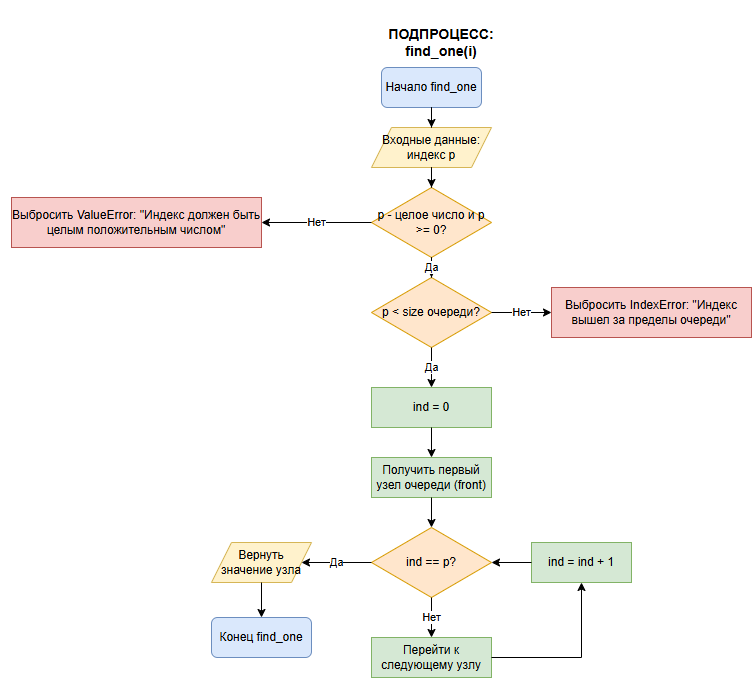 ПОДПРОЦЕСС:
find_one(i)
Начало find_one
Входные данные:
индекс p
p - целое число и p
>= 0?
Нет
Выбросить ValueError: "Индекс должен быть
целым положительным числом"
Да
p < size очереди?
Нет
Выбросить IndexError: "Индекс
вышел за пределы очереди"
Да
ind = 0
Получить первый
узел очереди (front)
ind == p?
Да
Вернуть
значение узла
Конец find_one
Нет
Перейти к
следующему узлу
ind = ind + 1